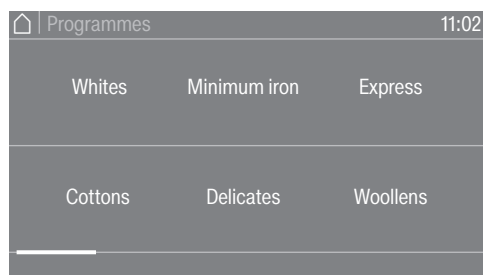 Programmes 11:02
Whites Minimum iron Express
Cottons Delicates Woollens